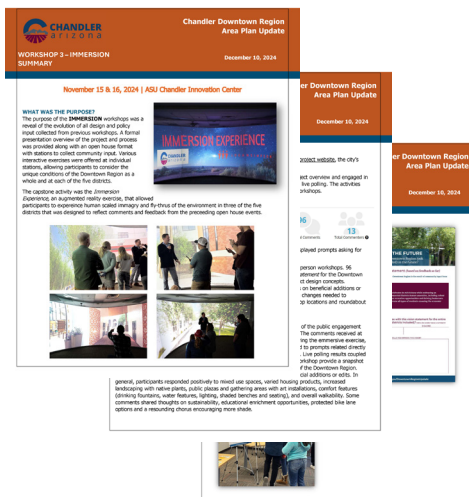 CHANDLER
arizona
Chandler Downtown Region
Area Plan Update
WORKSHOP 3 – IMMERSION
SUMMARY
December 10, 2024
November 15 & 16, 2024 | ASU Chandler Innovation Center
WHAT WAS THE PURPOSE?
The purpose of the IMMERSION workshops was a
reveal of the evolution of all design and policy
input collected from previous workshops. A formal
presentation overview of the project and process
was provided along with an open house format
with stations to collect community input. Various
interactive exercises were offered at individual
stations, allowing participants to consider the
unique conditions of the Downtown Region as a
whole and at each of the five districts.
IMMERSION EXPERIENCE
CHANDLER
The capstone activity was the Immersion
Experience, an augmented reality exercise, that allowed
participants to experience human scaled immagry and fly-thrus of the environment in three of the five
districts that was designed to reflect comments and feedback from the preceeding open house events.
er Downtown Region
Area Plan Update
December 10, 2024
project website, the city's
ect overview and engaged in
live polling. The activities
orkshops.
96
Comments
13
Total Commenters
played prompts asking for
person workshops. 96
atement for the Downtown
ct design concepts.
on beneficial additions or
changes needed to
op locations and roundabout
of the public engagement
The comments received at
ring the emmersive exercise,
d to prompts related directly
. Live polling results coupled
rkshop provide a snapshot
f the Downtown Region.
cial additions or edits. In
general, participants responded positively to mixed use spaces, varied housing products, increased
landscaping with native plants, public plazas and gathering areas with art installations, comfort features
(drinking fountains, water features, lighting, shaded benches and seating), and overall walkability. Some
comments shared thoughts on sustainability, educational enrichment opportunities, protected bike lane
options and a resounding chorus encouraging more shade.
er Downtown Region
Area Plan Update
December 10, 2024
THE FUTURE